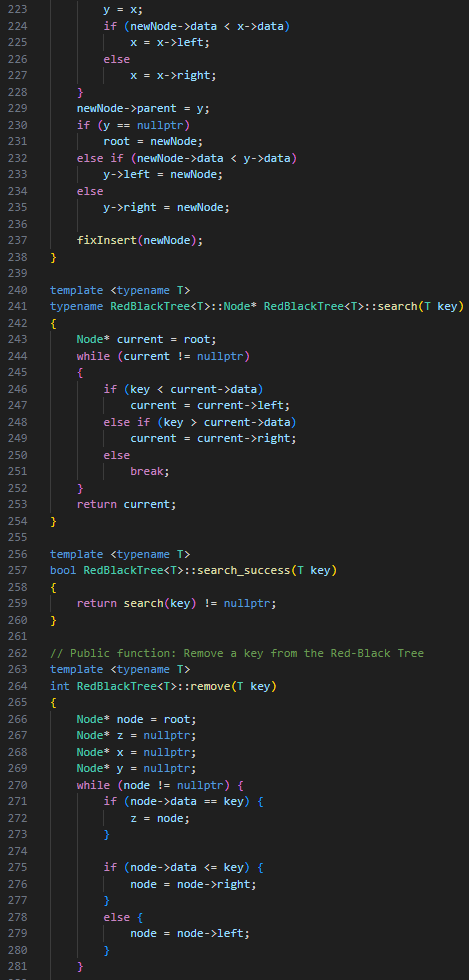 223 y = x;
224 if (newNode->data < x->data)
225 x = x->left;
226 else
227 x = x->right;
228 }
229 newNode->parent = y;
230 if (y == nullptr)
231 root = newNode;
232 else if (newNode->data < y->data)
233 y->left = newNode;
234 else
235 y->right = newNode;
236
237 fixInsert(newNode);
238 }
239
240 template <typename T>
241 typename RedBlackTree<T>::Node* RedBlackTree<T>::search(T key)
242 {
243 Node* current = root;
244 while (current != nullptr)
245 {
246 if (key < current->data)
247 current = current->left;
248 else if (key > current->data)
249 current = current->right;
250 else
251 break;
252 }
253 return current;
254 }
255
256 template <typename T>
257 bool RedBlackTree<T>::search_success(T key)
258 {
259 return search(key) != nullptr;
260 }
261
262 // Public function: Remove a key from the Red-Black Tree
263 template <typename T>
264 int RedBlackTree<T>::remove(T key)
265 {
266 Node* node = root;
267 Node* z = nullptr;
268 Node* x = nullptr;
269 Node* y = nullptr;
270 while (node != nullptr) {
271 if (node->data == key) {
272 z = node;
273 }
274
275 if (node->data <= key) {
276 node = node->right;
277 }
278 else {
279 node = node->left;
280 }
281 }